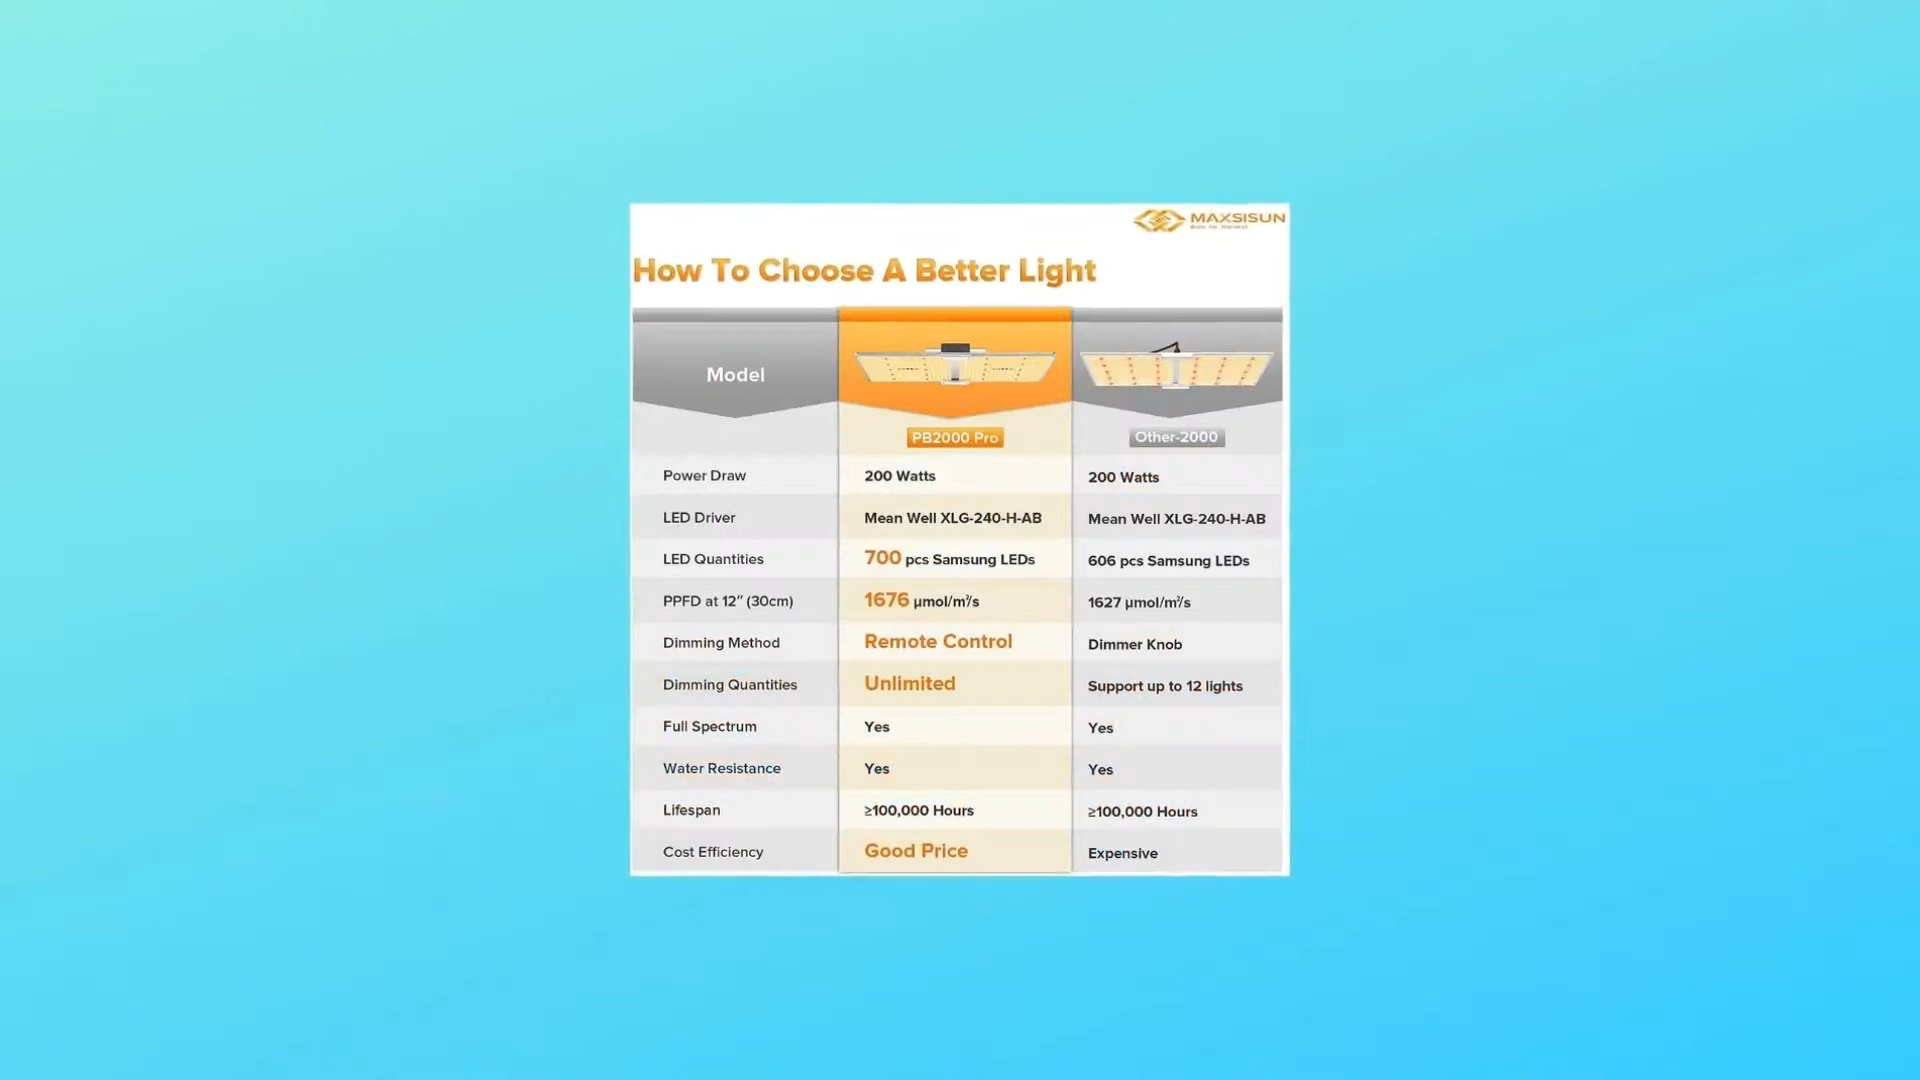 MAXSISUN
How To Choose A Better Light
Model
PB2000 Pro Other-2000
Power Draw 200 Watts 200 Watts
LED Driver Mean Well XLG-240-H-AB Mean Well XLG-240-H-AB
LED Quantities 700 pcs Samsung LEDs 606 pcs Samsung LEDs
PPFD at 12″ (30cm) 1676 μmol/m²/s 1627 μmol/m²/s
Dimming Method Remote Control Dimmer Knob
Dimming Quantities Unlimited Support up to 12 lights
Full Spectrum Yes Yes
Water Resistance Yes Yes
Lifespan ≥100,000 Hours ≥100,000 Hours
Cost Efficiency Good Price Expensive